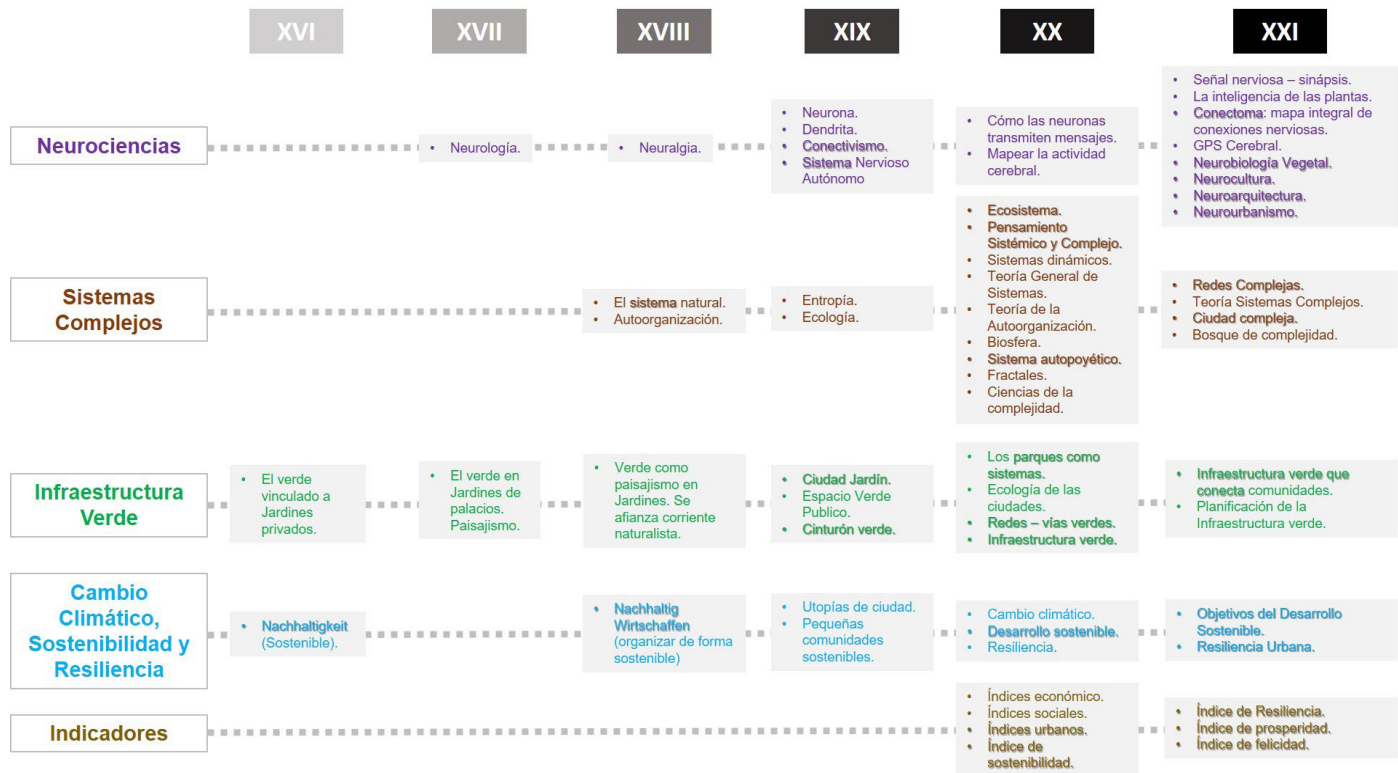 XVI
XVII
XVIII
XIX
XX
XXI
Neurociencias
• Neurología.
• Neuralgia.
• Neurona.
• Dendrita.
• Conectivismo.
• Sistema Nervioso
Autónomo
• Cómo las neuronas
transmiten mensajes.
• Mapear la actividad
cerebral.
• Señal nerviosa – sinápsis.
• La inteligencia de las plantas.
• Conectoma: mapa integral de
conexiones nerviosas.
• GPS Cerebral.
• Neurobiología Vegetal.
• Neurocultura.
• Neuroarquitectura.
• Neurourbanismo.
Sistemas
Complejos
• El sistema natural.
• Autoorganización.
• Entropía.
• Ecología.
• Ecosistema.
• Pensamiento
Sistémico y Complejo.
• Sistemas dinámicos.
• Teoría General de
Sistemas.
• Teoría de la
Autoorganización.
• Biosfera.
• Sistema autopoyético.
• Fractales.
• Ciencias de la
complejidad.
• Redes Complejas.
• Teoría Sistemas Complejos.
• Ciudad compleja.
• Bosque de complejidad.
Infraestructura
Verde
• El verde
vinculado a
Jardines
privados.
• El verde en
Jardines de
palacios.
Paisajismo.
• Verde como
paisajismo en
Jardines. Se
afianza corriente
naturalista.
• Ciudad Jardín.
• Espacio Verde
Publico.
• Cinturón verde.
• Los parques como
sistemas.
• Ecología de las
ciudades.
• Redes – vías verdes.
• Infraestructura verde.
• Infraestructura verde que
conecta comunidades.
• Planificación de la
Infraestructura verde.
Cambio
Climático,
Sostenibilidad y
Resiliencia
• Nachhaltigkeit
(Sostenible).
• Nachhaltig
Wirtschaffen
(organizar de forma
sostenible)
• Utopías de ciudad.
• Pequeñas
comunidades
sostenibles.
• Cambio climático.
• Desarrollo sostenible.
• Resiliencia.
• Objetivos del Desarrollo
Sostenible.
• Resiliencia Urbana.
Indicadores
• Índices económico.
• Índices sociales.
• Índices urbanos.
• Índice de
sostenibilidad.
• Índice de Resiliencia.
• Índice de prosperidad.
• Índice de felicidad.